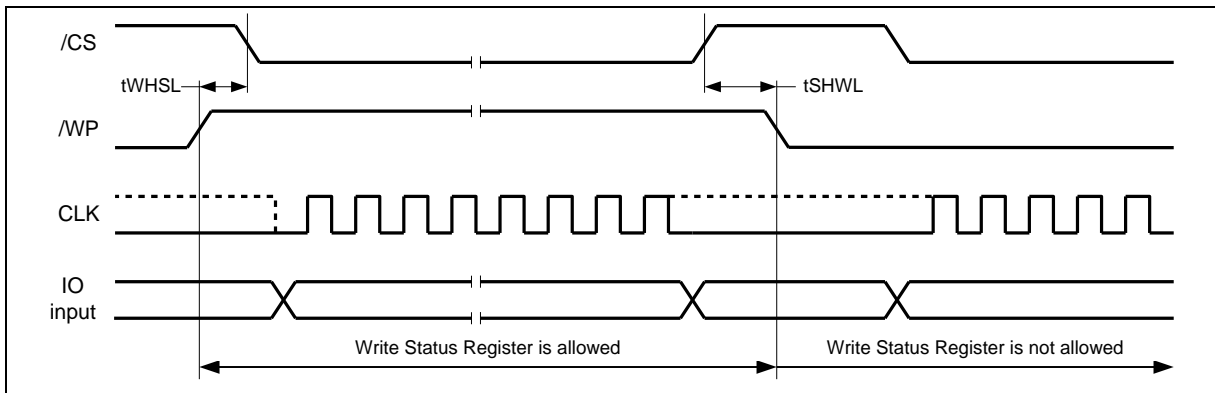 /CS
tWHSL
tSHWL
/WP
CLK
IO
input
Write Status Register is allowed
Write Status Register is not allowed